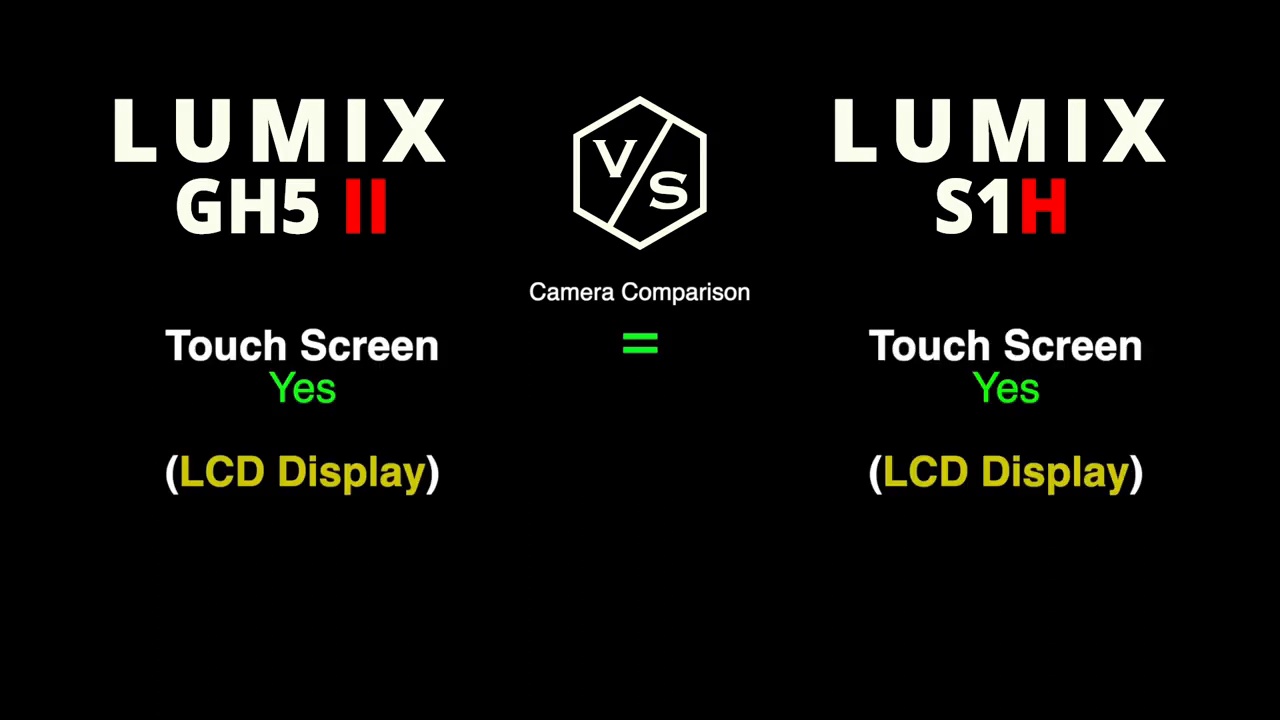 LUMIX
GH5 II
VS
LUMIX
S1H
Camera Comparison
Touch Screen
Yes
=
Touch Screen
Yes
(LCD Display)
(LCD Display)